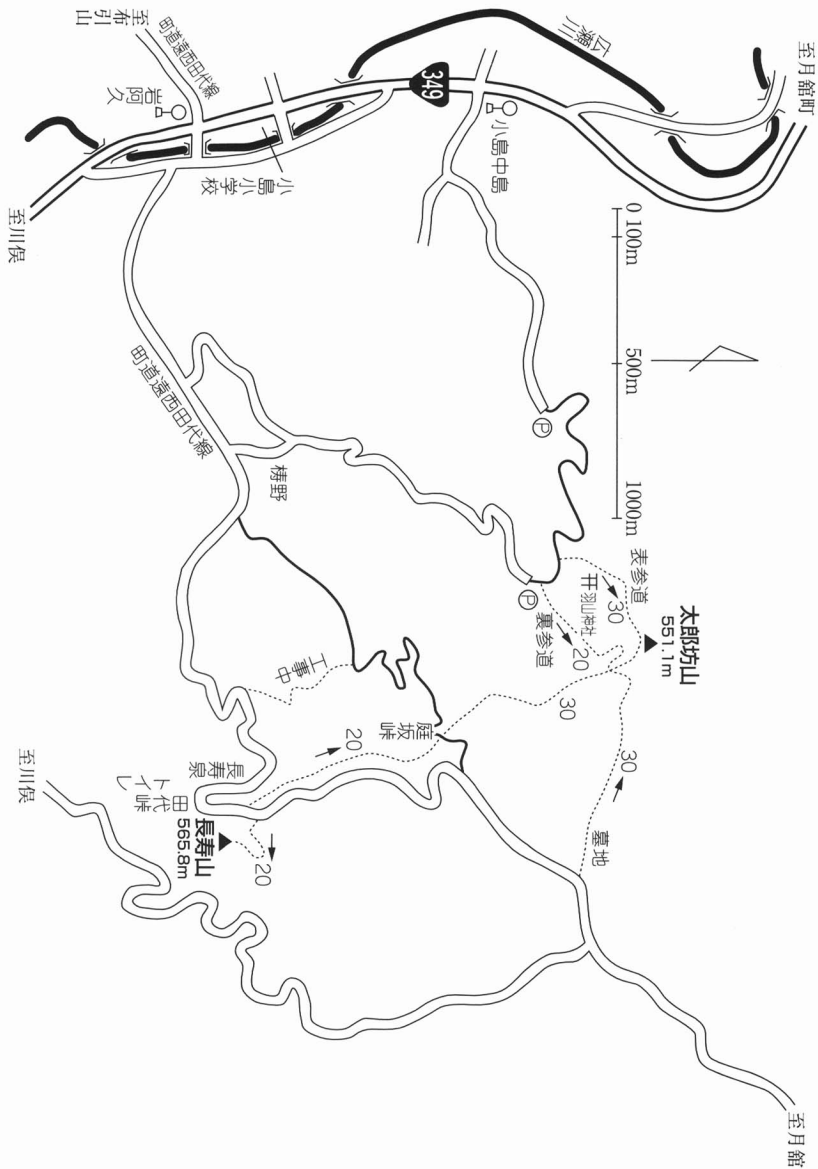 至月舘町
広瀬川
349
小島中島
小島小学校
岩阿久
町道遠西田代線
至布引山
至川俣
0 100m 500m 1000m
町道遠西田代線
梼野
P
P
表参道
30
羽山神社
裏参道
20
太郎坊山
551.1m
30
30
墓地
工事中
庭坂峠
20
長寿泉
田代峠
トイレ
長寿山
565.8m
20
至川俣
至月舘